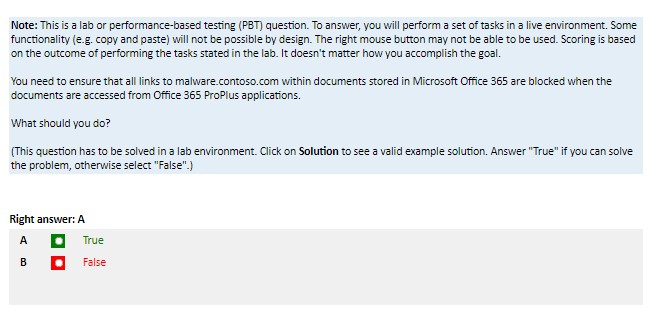 Note: This is a lab or performance-based testing (PBT) question. To answer, you will perform a set of tasks in a live environment. Some
functionality (e.g. copy and paste) will not be possible by design. The right mouse button may not be able to be used. Scoring is based
on the outcome of performing the tasks stated in the lab. It doesn't matter how you accomplish the goal.
You need to ensure that all links to malware.contoso.com within documents stored in Microsoft Office 365 are blocked when the
documents are accessed from Office 365 ProPlus applications.
What should you do?
(This question has to be solved in a lab environment. Click on Solution to see a valid example solution. Answer "True" if you can solve
the problem, otherwise select "False".)
Right answer: A
A True
B False